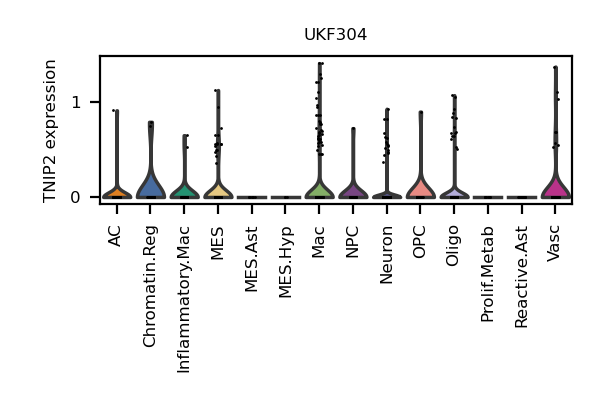 UKF304
TNIP2 expression
1
0
AC
Chromatin.Reg
Inflammatory.Mac
MES
MES.Ast
MES.Hyp
Mac
NPC
Neuron
OPC
Oligo
Prolif.Metab
Reactive.Ast
Vasc